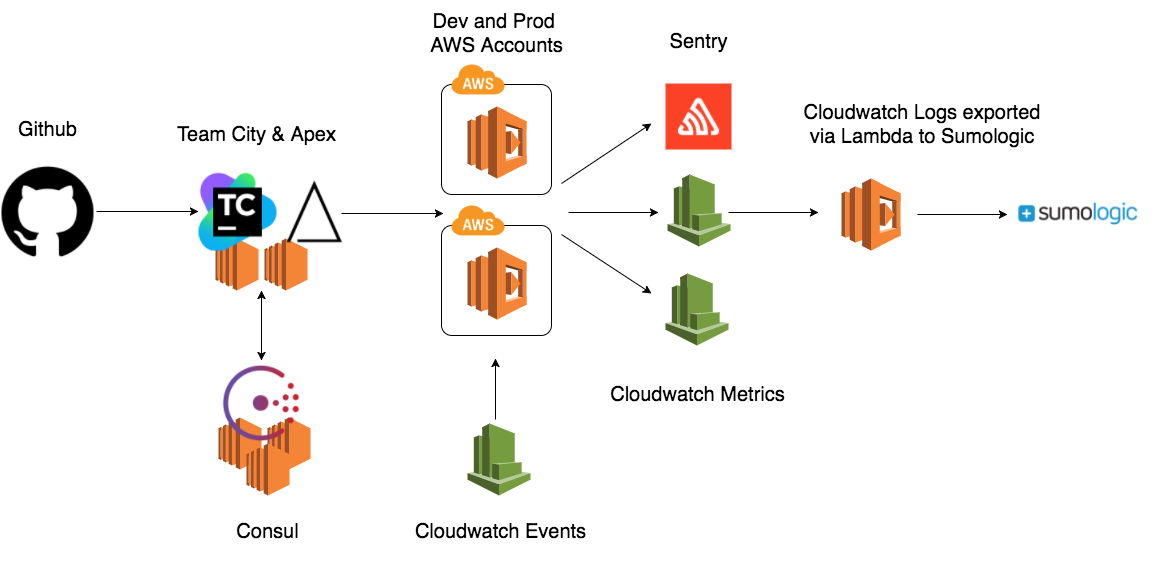 Github
Team City & Apex
TC
Dev and Prod
AWS Accounts
AWS
AWS
Sentry
Cloudwatch Logs exported
via Lambda to Sumologic
sumologic
Cloudwatch Metrics
Consul
Cloudwatch Events